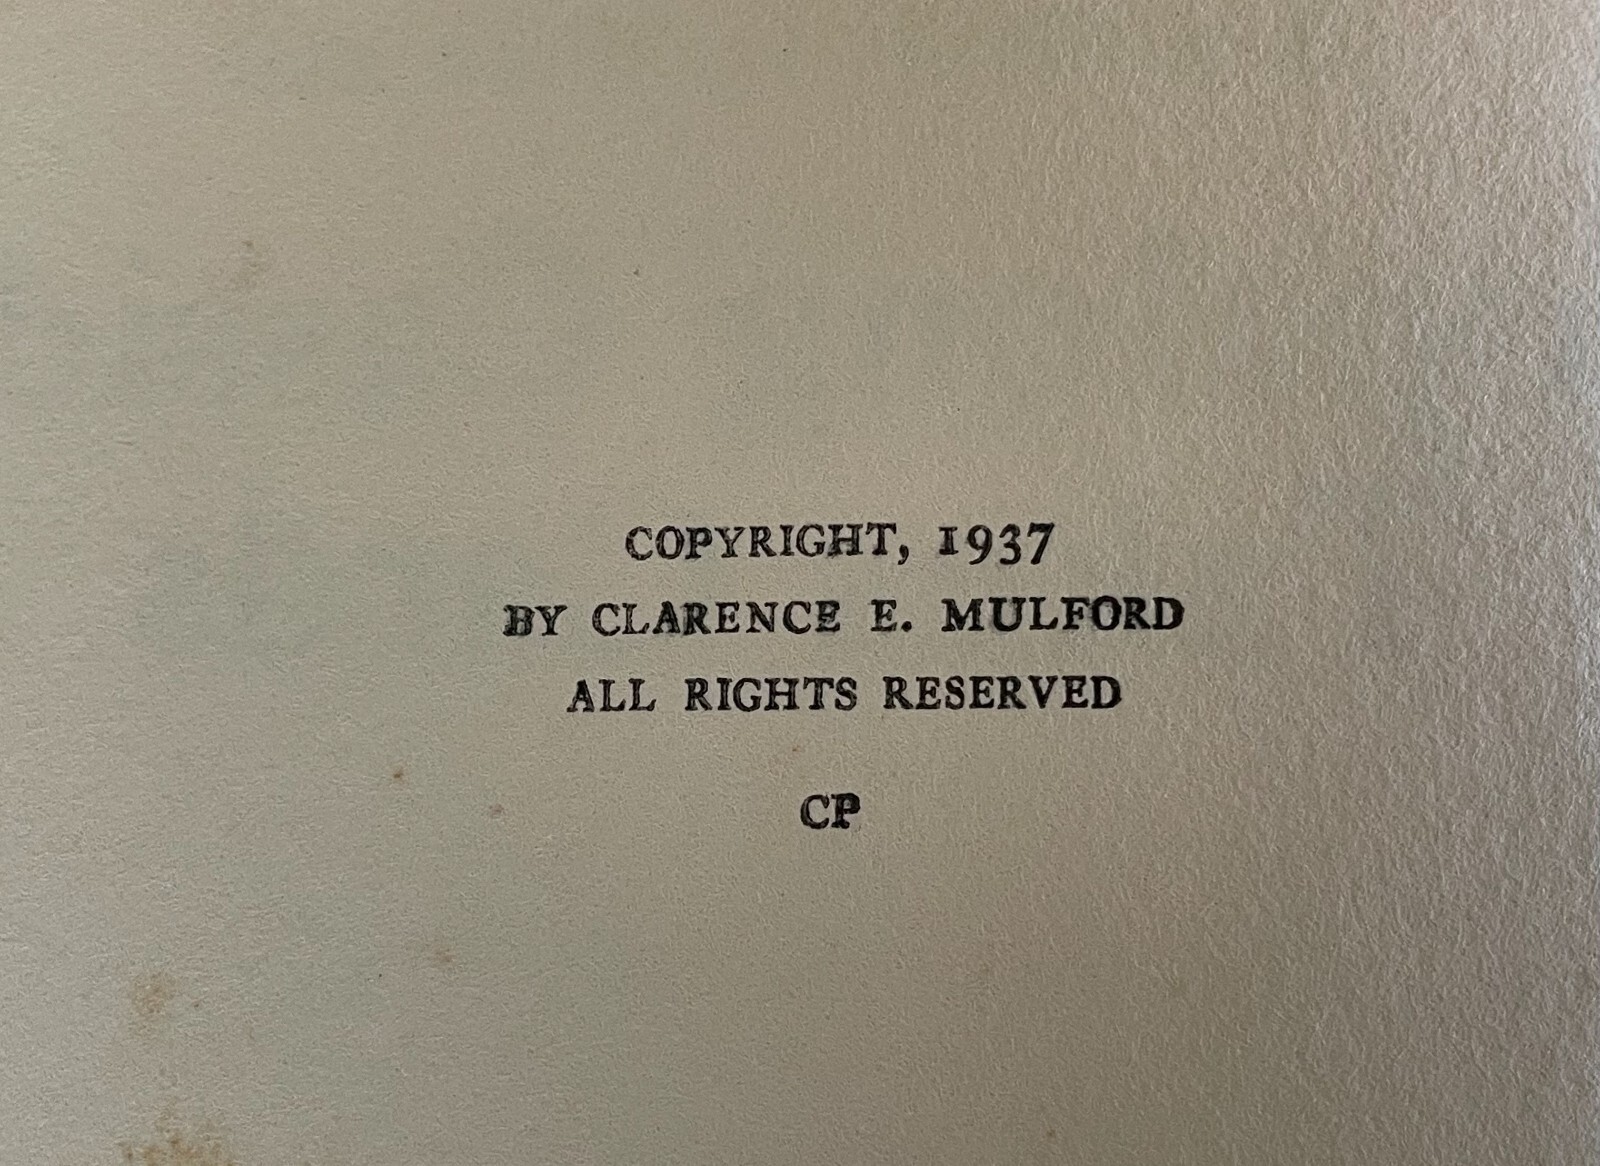 COPYRIGHT, 1937
BY CLARENCE E. MULFORD
ALL RIGHTS RESERVED
CP